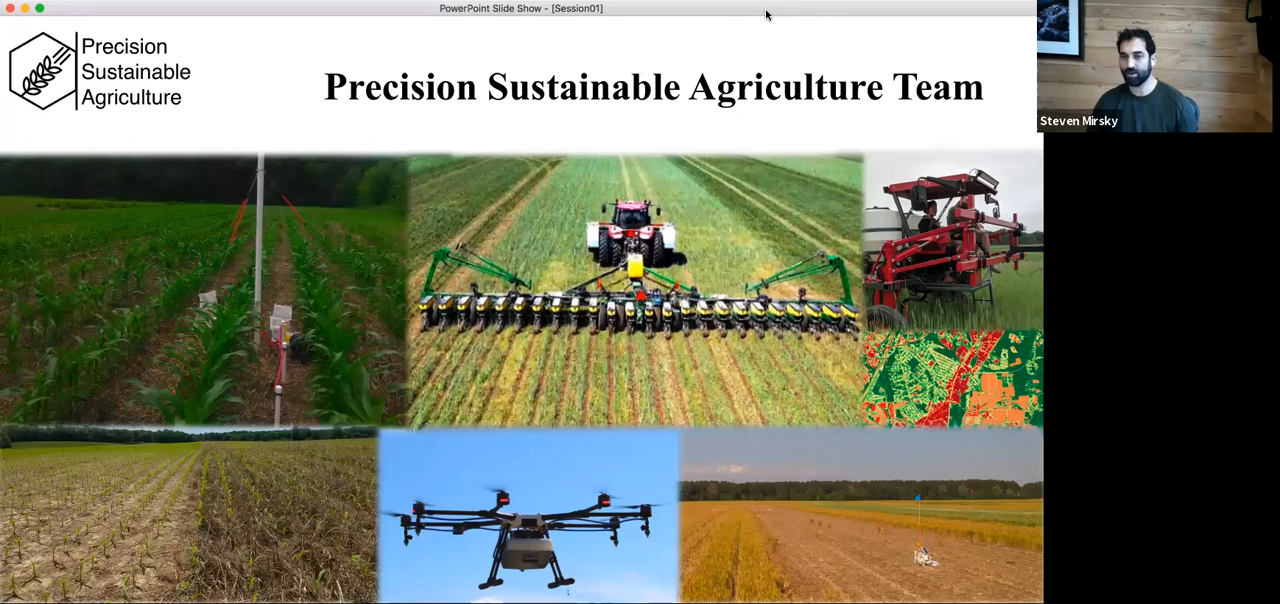 PowerPoint Slide Show - [Session01]
Precision
Sustainable
Agriculture
Precision Sustainable Agriculture Team
Steven Mirsky